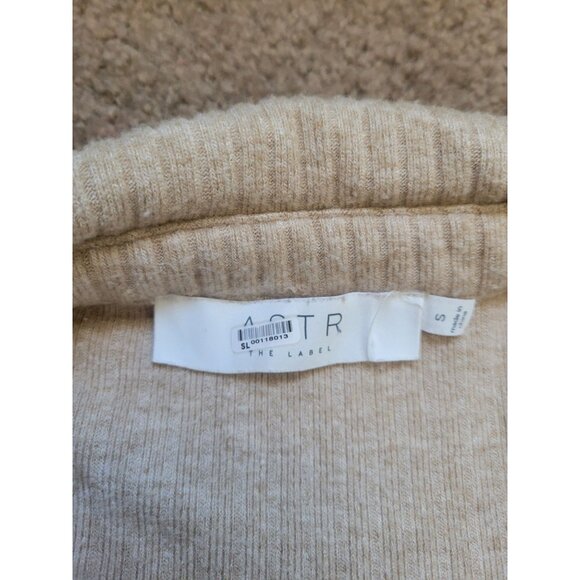 ASTR
SL00118013
THE LABEL
S
made in
china